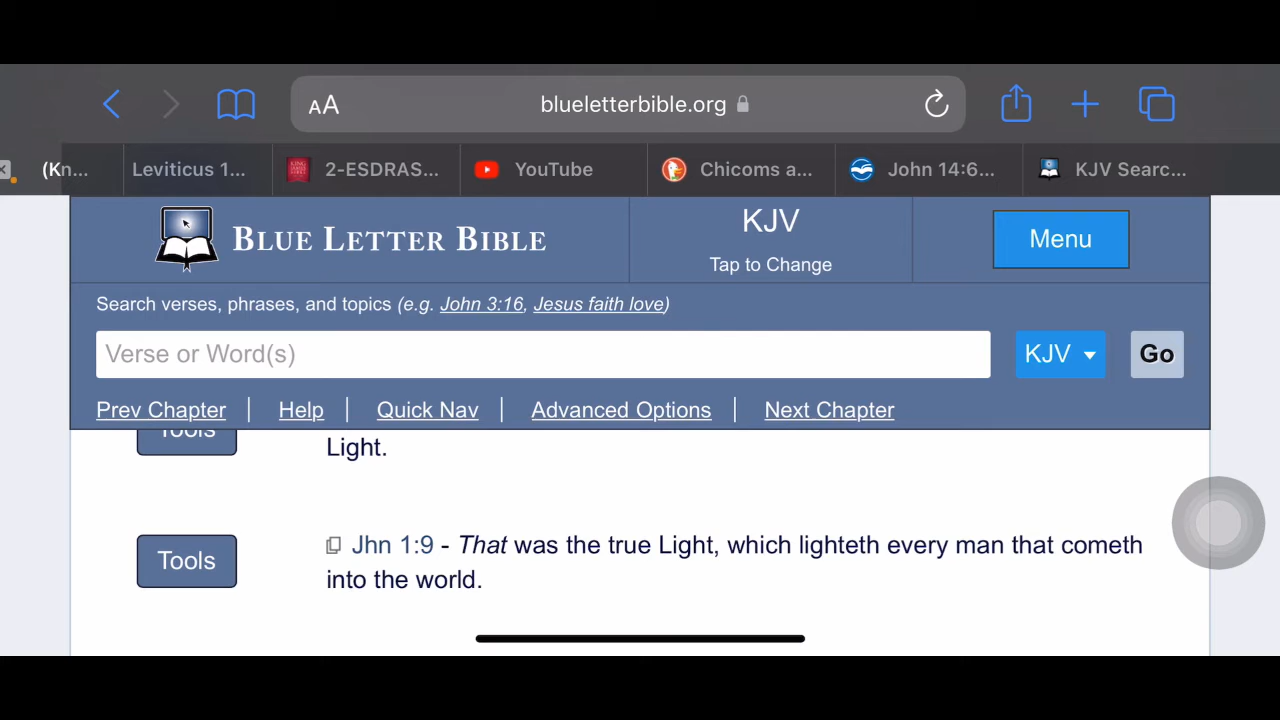 AA blueletterbible.org
(Kn... Leviticus 1... 2-ESDRAS... YouTube Chicoms a... John 14:6... KJV Searc...
BLUE LETTER BIBLE KJV Menu
Tap to Change
Search verses, phrases, and topics (e.g. John 3:16, Jesus faith love)
Verse or Word(s) KJV Go
Prev Chapter | Help | Quick Nav | Advanced Options | Next Chapter
Tools Light.
Tools Jhn 1:9 - That was the true Light, which lighteth every man that cometh
into the world.